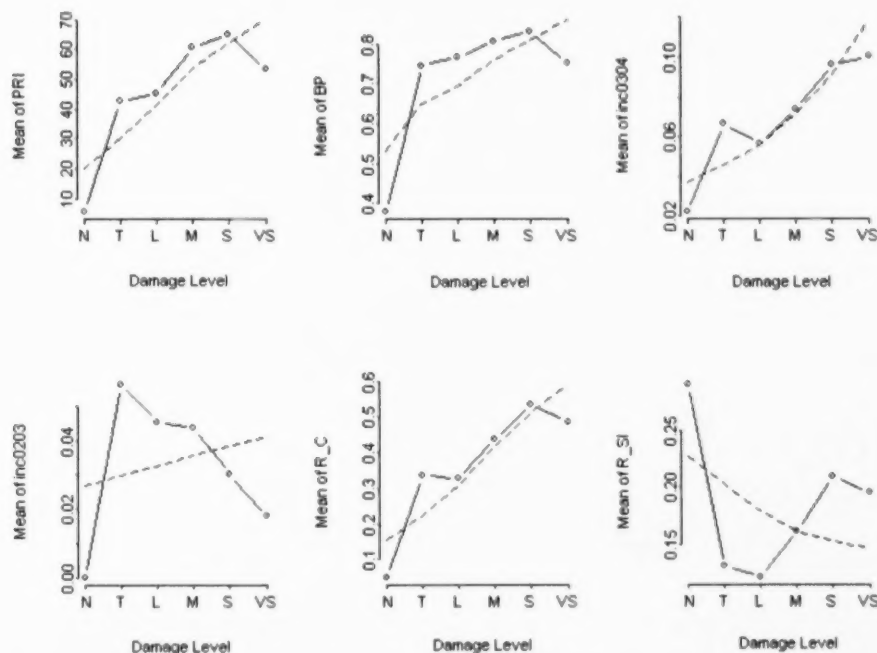 Mean of PRI
70
60
50
40
30
20
10
N T L M S VS
Damage Level
Mean of BP
0.8
0.7
0.6
0.5
0.4
N T L M S VS
Damage Level
Mean of inc0304
0.10
0.06
0.02
N T L M S VS
Damage Level
Mean of inc0203
0.04
0.02
0.00
N T L M S VS
Damage Level
Mean of R_C
0.6
0.5
0.4
0.3
0.2
0.1
N T L M S VS
Damage Level
Mean of R_SI
0.25
0.20
0.15
N T L M S VS
Damage Level